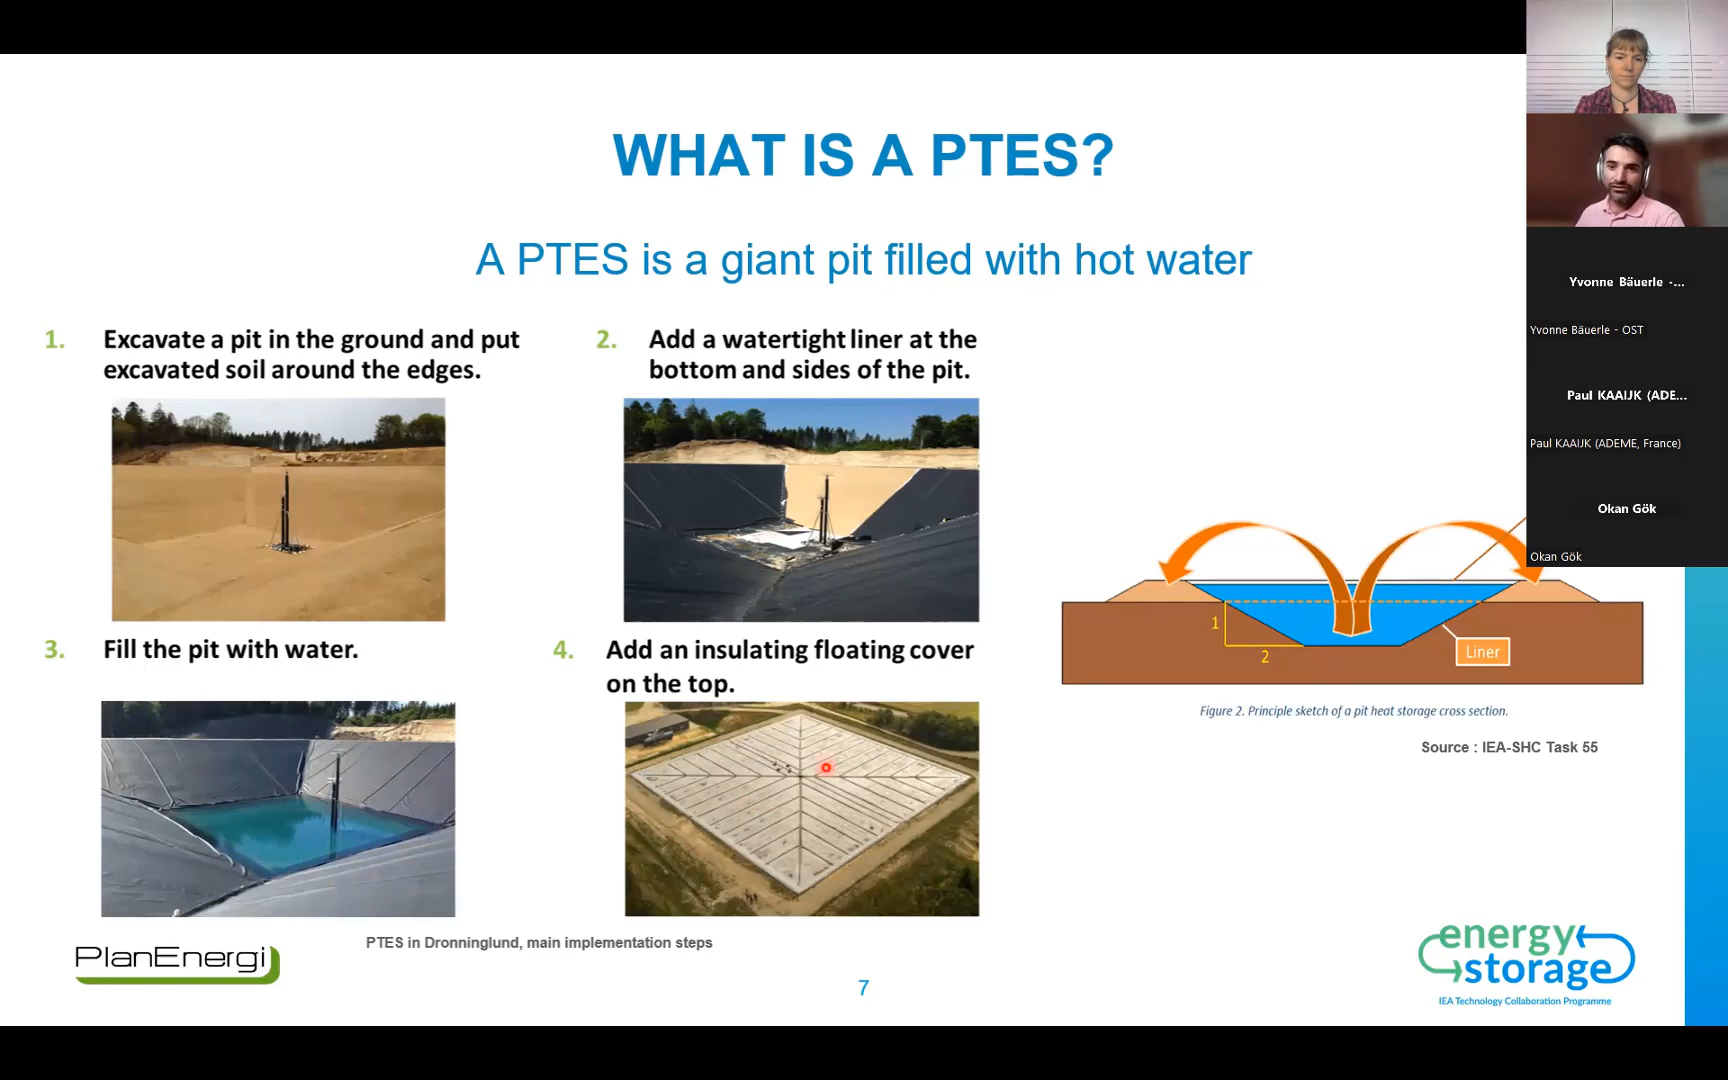 WHAT IS A PTES?
A PTES is a giant pit filled with hot water
1. Excavate a pit in the ground and put
excavated soil around the edges.
2. Add a watertight liner at the
bottom and sides of the pit.
3. Fill the pit with water.
4. Add an insulating floating cover
on the top.
PTES in Dronninglund, main implementation steps
1
2
Liner
Figure 2. Principle sketch of a pit heat storage cross section.
Source : IEA-SHC Task 55
PlanEnergi
7
energy
storage
IEA Technology Collaboration Programme
Yvonne Bäuerle -...
Yvonne Bäuerle - OST
Paul KAAIJK (ADE...
Paul KAAIJK (ADEME, France)
Okan Gök
Okan Gök